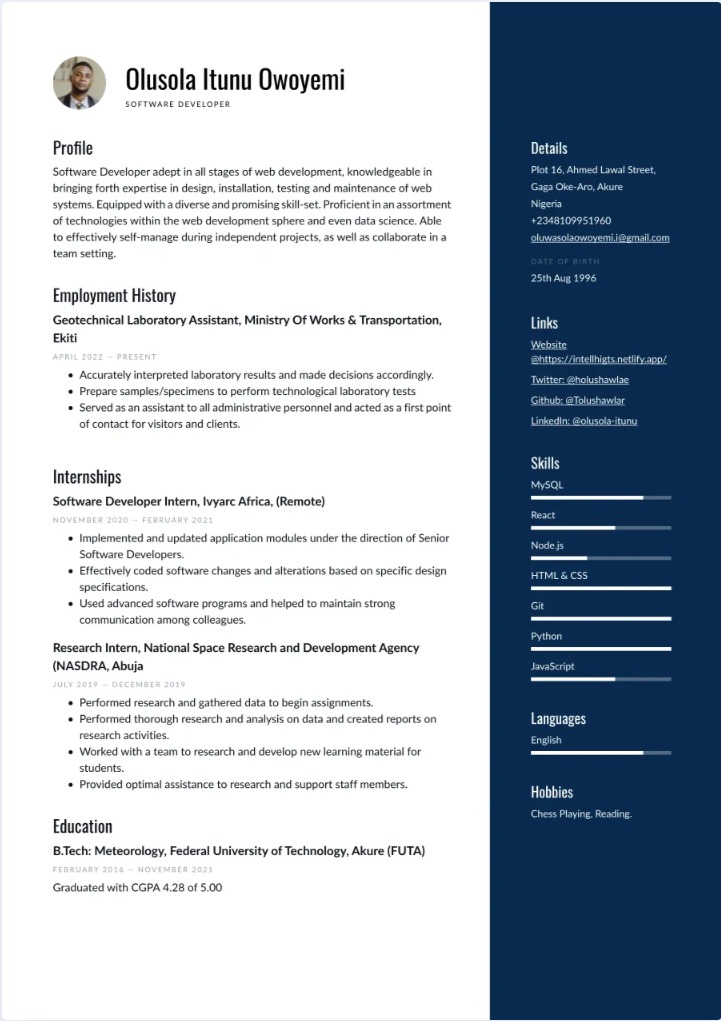 Olusola Itunu Owoyemi
SOFTWARE DEVELOPER
Profile
Software Developer adept in all stages of web development, knowledgeable in
bringing forth expertise in design, installation, testing and maintenance of web
systems. Equipped with a diverse and promising skill-set. Proficient in an assortment
of technologies within the web development sphere and even data science. Able
to effectively self-manage during independent projects, as well as collaborate in a
team setting.
Employment History
Geotechnical Laboratory Assistant, Ministry Of Works & Transportation,
Ekiti
APRIL 2022 — PRESENT
• Accurately interpreted laboratory results and made decisions accordingly.
• Prepare samples/specimens to perform technological laboratory tests
• Served as an assistant to all administrative personnel and acted as a first point
of contact for visitors and clients.
Internships
Software Developer Intern, Ivyarc Africa, (Remote)
NOVEMBER 2020 — FEBRUARY 2021
• Implemented and updated application modules under the direction of Senior
Software Developers.
• Effectively coded software changes and alterations based on specific design
specifications.
• Used advanced software programs and helped to maintain strong
communication among colleagues.
Research Intern, National Space Research and Development Agency
(NASDRA, Abuja
JULY 2019 — DECEMBER 2019
• Performed research and gathered data to begin assignments.
• Performed thorough research and analysis on data and created reports on
research activities.
• Worked with a team to research and develop new learning material for
students.
• Provided optimal assistance to research and support staff members.
Education
B.Tech: Meteorology, Federal University of Technology, Akure (FUTA)
FEBRUARY 2016 — NOVEMBER 2021
Graduated with CGPA 4.28 of 5.00
Details
Plot 16, Ahmed Lawal Street,
Gaga Oke-Aro, Akure
Nigeria
+2348109951960
oluwasolaowoyemi.i@gmail.com
DATE OF BIRTH
25th Aug 1996
Links
Website
@https://intellhigts.netlify.app/
Twitter: @holushawlae
Github: @Tolushawlar
LinkedIn: @olusola-itunu
Skills
MySQL
React
Node.js
HTML & CSS
Git
Python
JavaScript
Languages
English
Hobbies
Chess Playing, Reading.